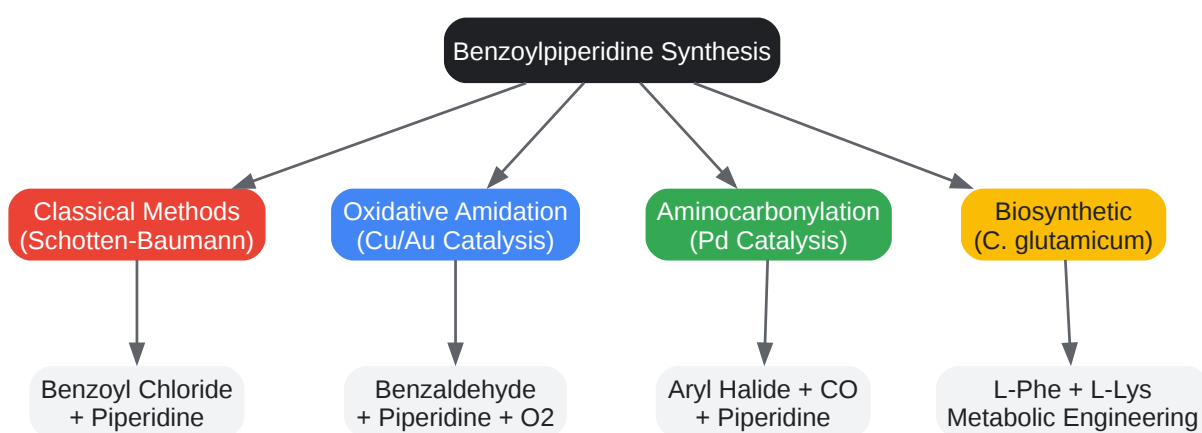 Benzoylpiperidine Synthesis
Classical Methods
(Schotten-Baumann)
Oxidative Amidation
(Cu/Au Catalysis)
Aminocarbonylation
(Pd Catalysis)
Biosynthetic
(C. glutamicum)
Benzoyl Chloride
+ Piperidine
Benzaldehyde
+ Piperidine + O2
Aryl Halide + CO
+ Piperidine
L-Phe + L-Lys
Metabolic Engineering